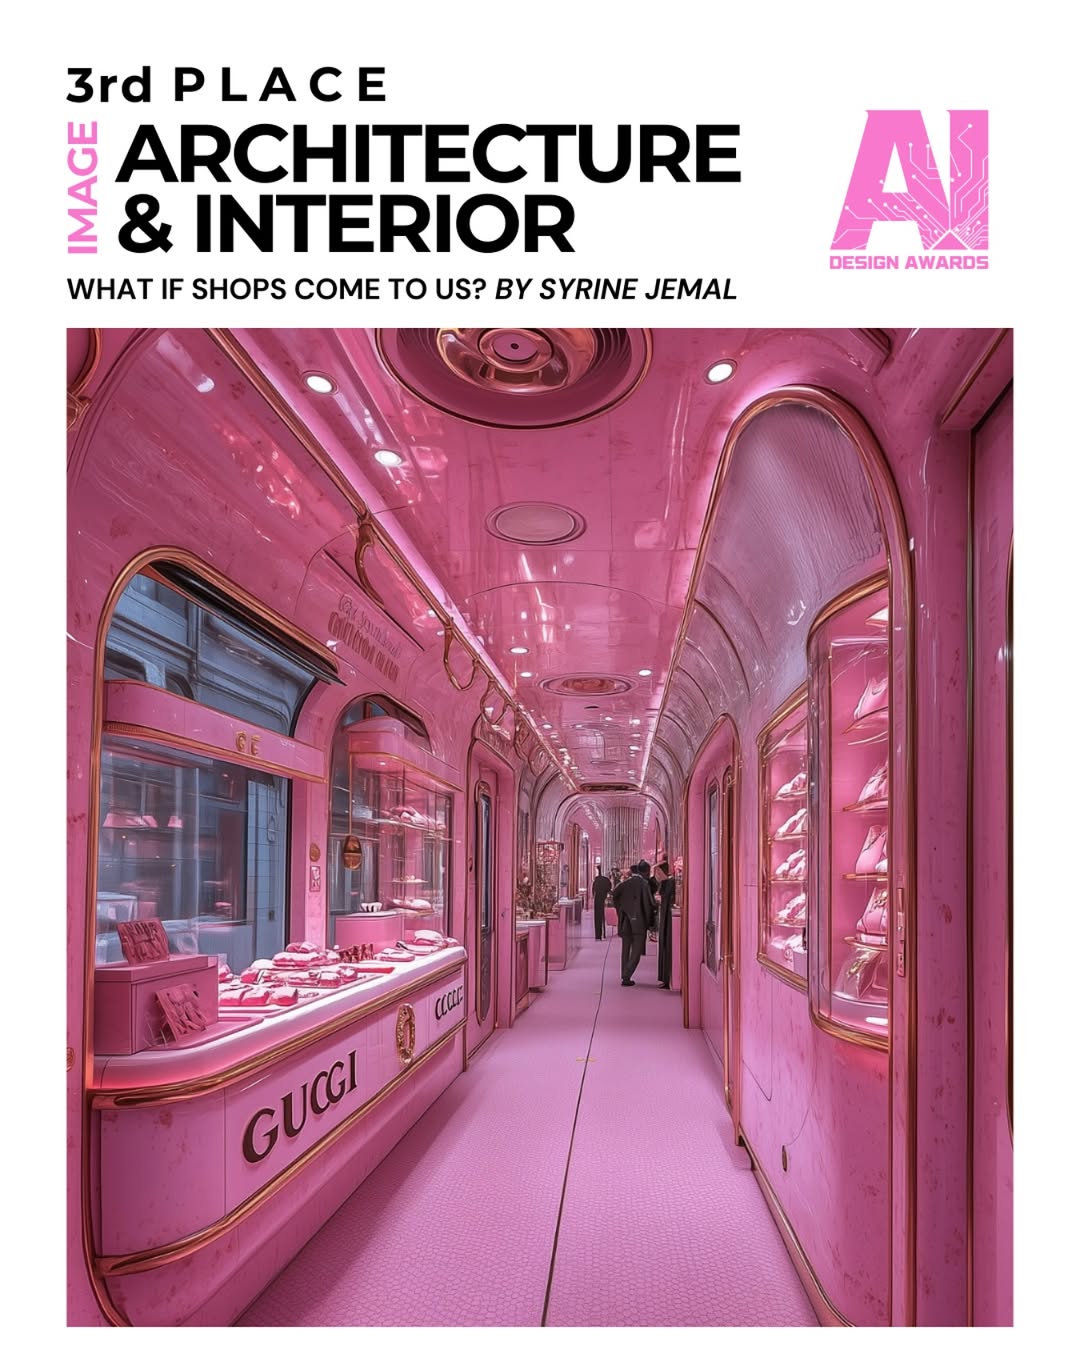 3rd PLACE
IMAGE
ARCHITECTURE
& INTERIOR
WHAT IF SHOPS COME TO US? BY SYRINE JEMAL
AI
DESIGN AWARDS
GUCGI